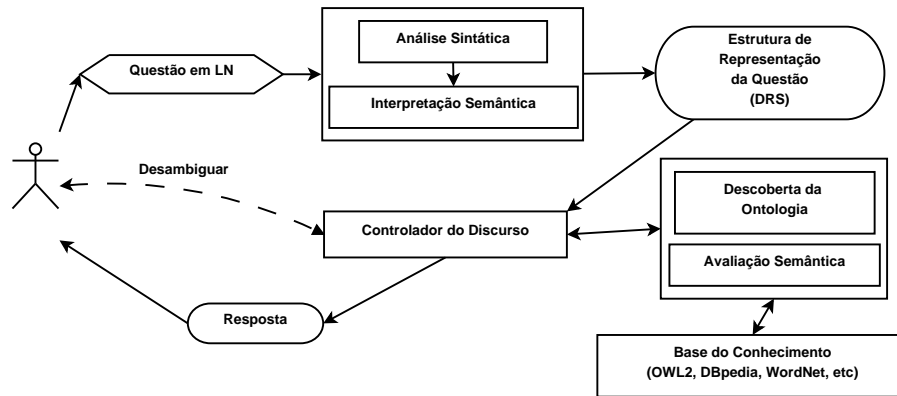 Questão em LN
Análise Sintática
Interpretação Semântica
Estrutura de
Representação
da Questão
(DRS)
Desambiguar
Controlador do Discurso
Descoberta da
Ontologia
Avaliação Semântica
Resposta
Base do Conhecimento
(OWL2, DBpedia, WordNet, etc)